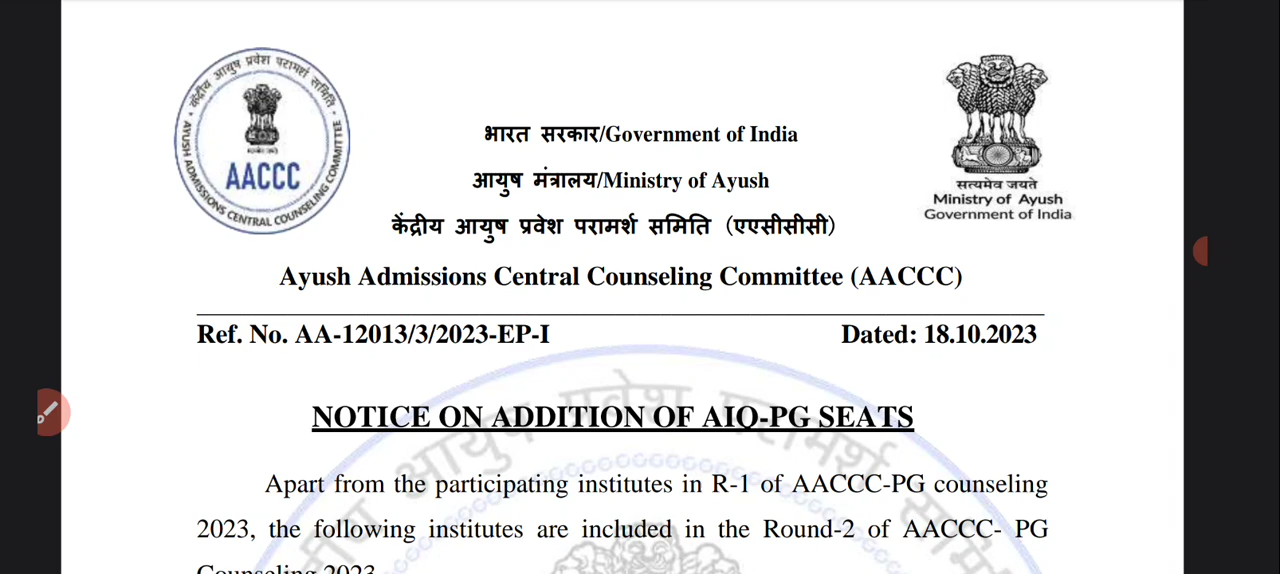 केंद्रीय आयुष प्रवेश परामर्श समिति
AYUSH ADMISSIONS CENTRAL COUNSELING COMMITTEE
AACCC
भारत सरकार/Government of India
आयुष मंत्रालय/Ministry of Ayush
केंद्रीय आयुष प्रवेश परामर्श समिति (एएसीसीसी)
सत्यमेव जयते
Ministry of Ayush
Government of India
Ayush Admissions Central Counseling Committee (AACCC)
Ref. No. AA-12013/3/2023-EP-I Dated: 18.10.2023
NOTICE ON ADDITION OF AIQ-PG SEATS
Apart from the participating institutes in R-1 of AACCC-PG counseling
2023, the following institutes are included in the Round-2 of AACCC- PG
Counseling 2023